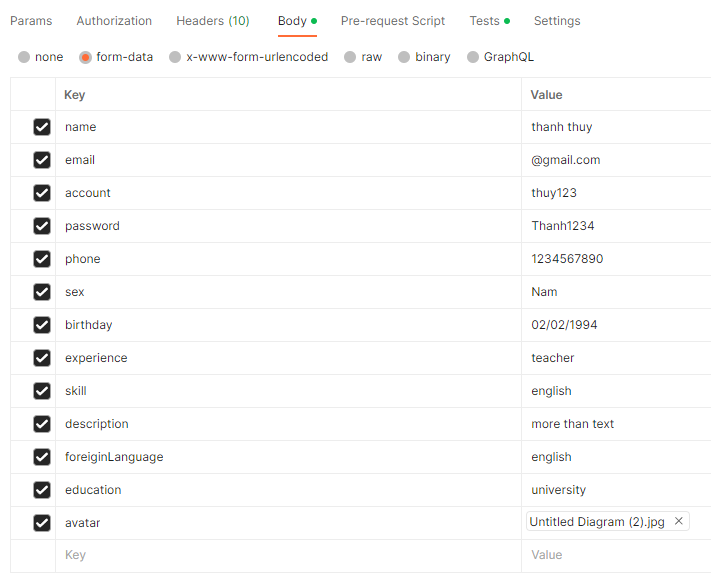 Params Authorization Headers (10) Body Pre-request Script Tests Settings
none form-data x-www-form-urlencoded raw binary GraphQL
Key Value
name thanh thuy
email @gmail.com
account thuy123
password Thanh1234
phone 1234567890
sex Nam
birthday 02/02/1994
experience teacher
skill english
description more than text
foreiginLanguage english
education university
avatar Untitled Diagram (2).jpg
Key Value